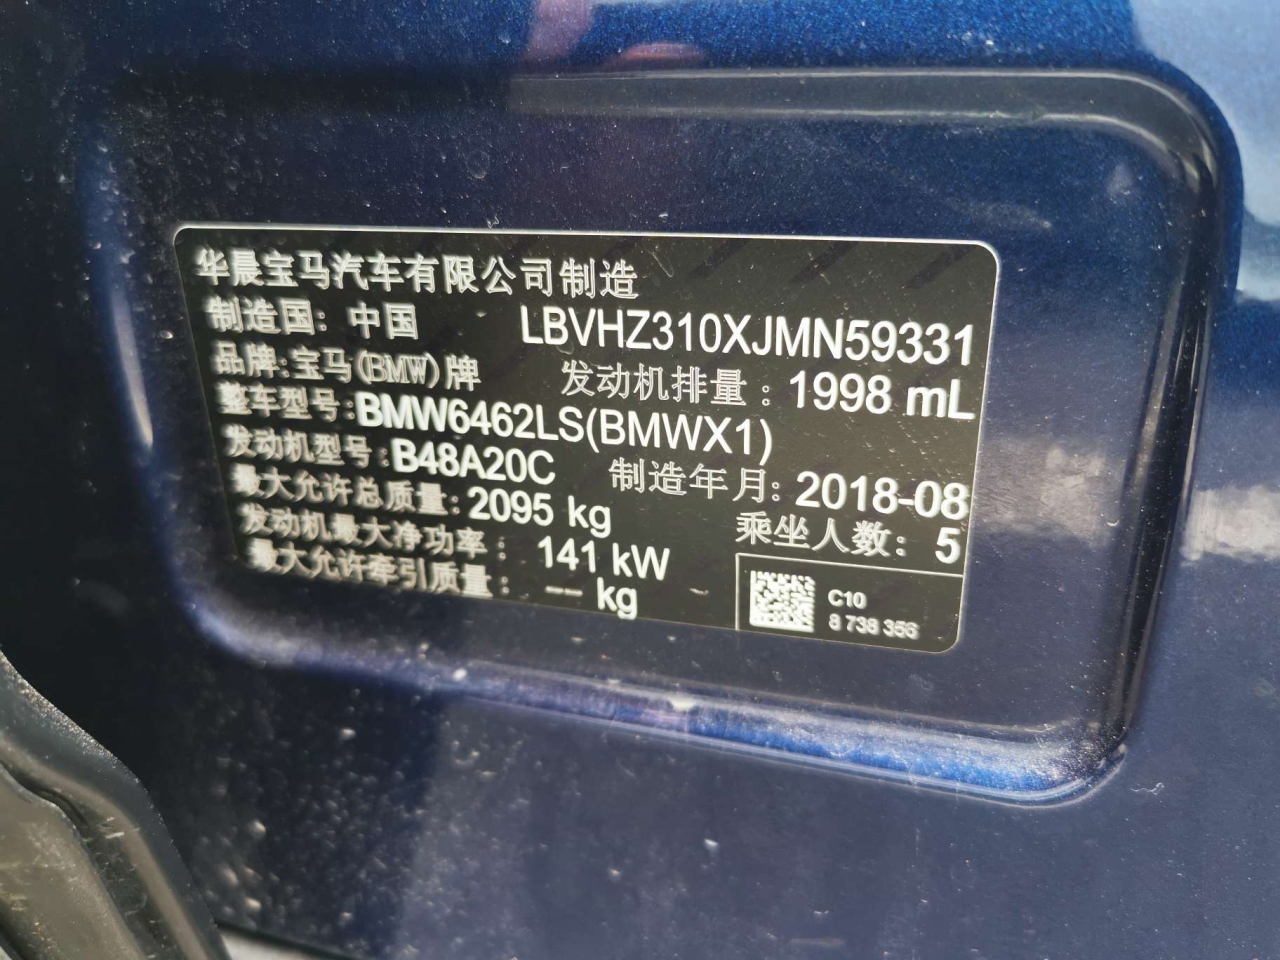 华晨宝马汽车有限公司制造
制造国: 中国 LBVHZ310XJMN59331
品牌:宝马(BMW)牌 发动机排量: 1998 mL
整车型号:BMW6462LS(BMWX1)
发动机型号:B48A20C 制造年月: 2018-08
最大允许总质量:2095 kg 乘坐人数: 5
发动机最大净功率: 141 kW
最大允许牵引质量: -- kg
C10
8 738 356